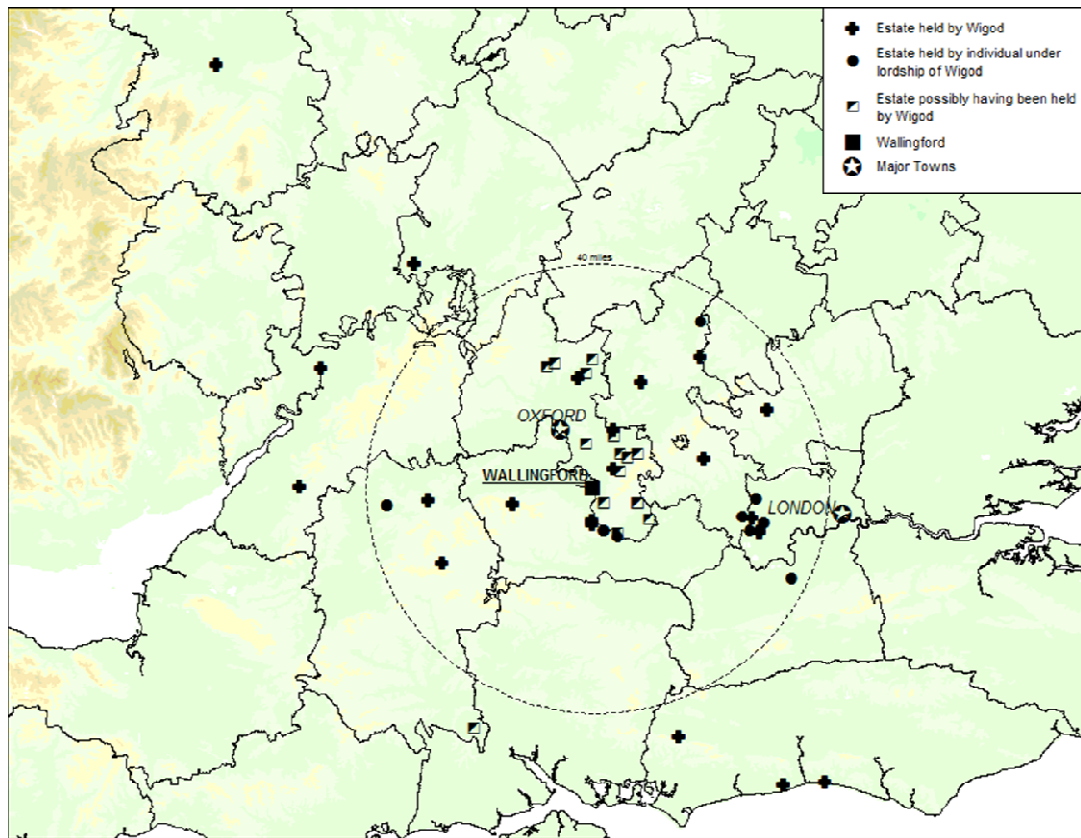 Estate held by Wigod
Estate held by individual under
lordship of Wigod
Estate possibly having been held
by Wigod
Wallingford
Major Towns
40 miles
OXFORD
WALLINGFORD
LONDON